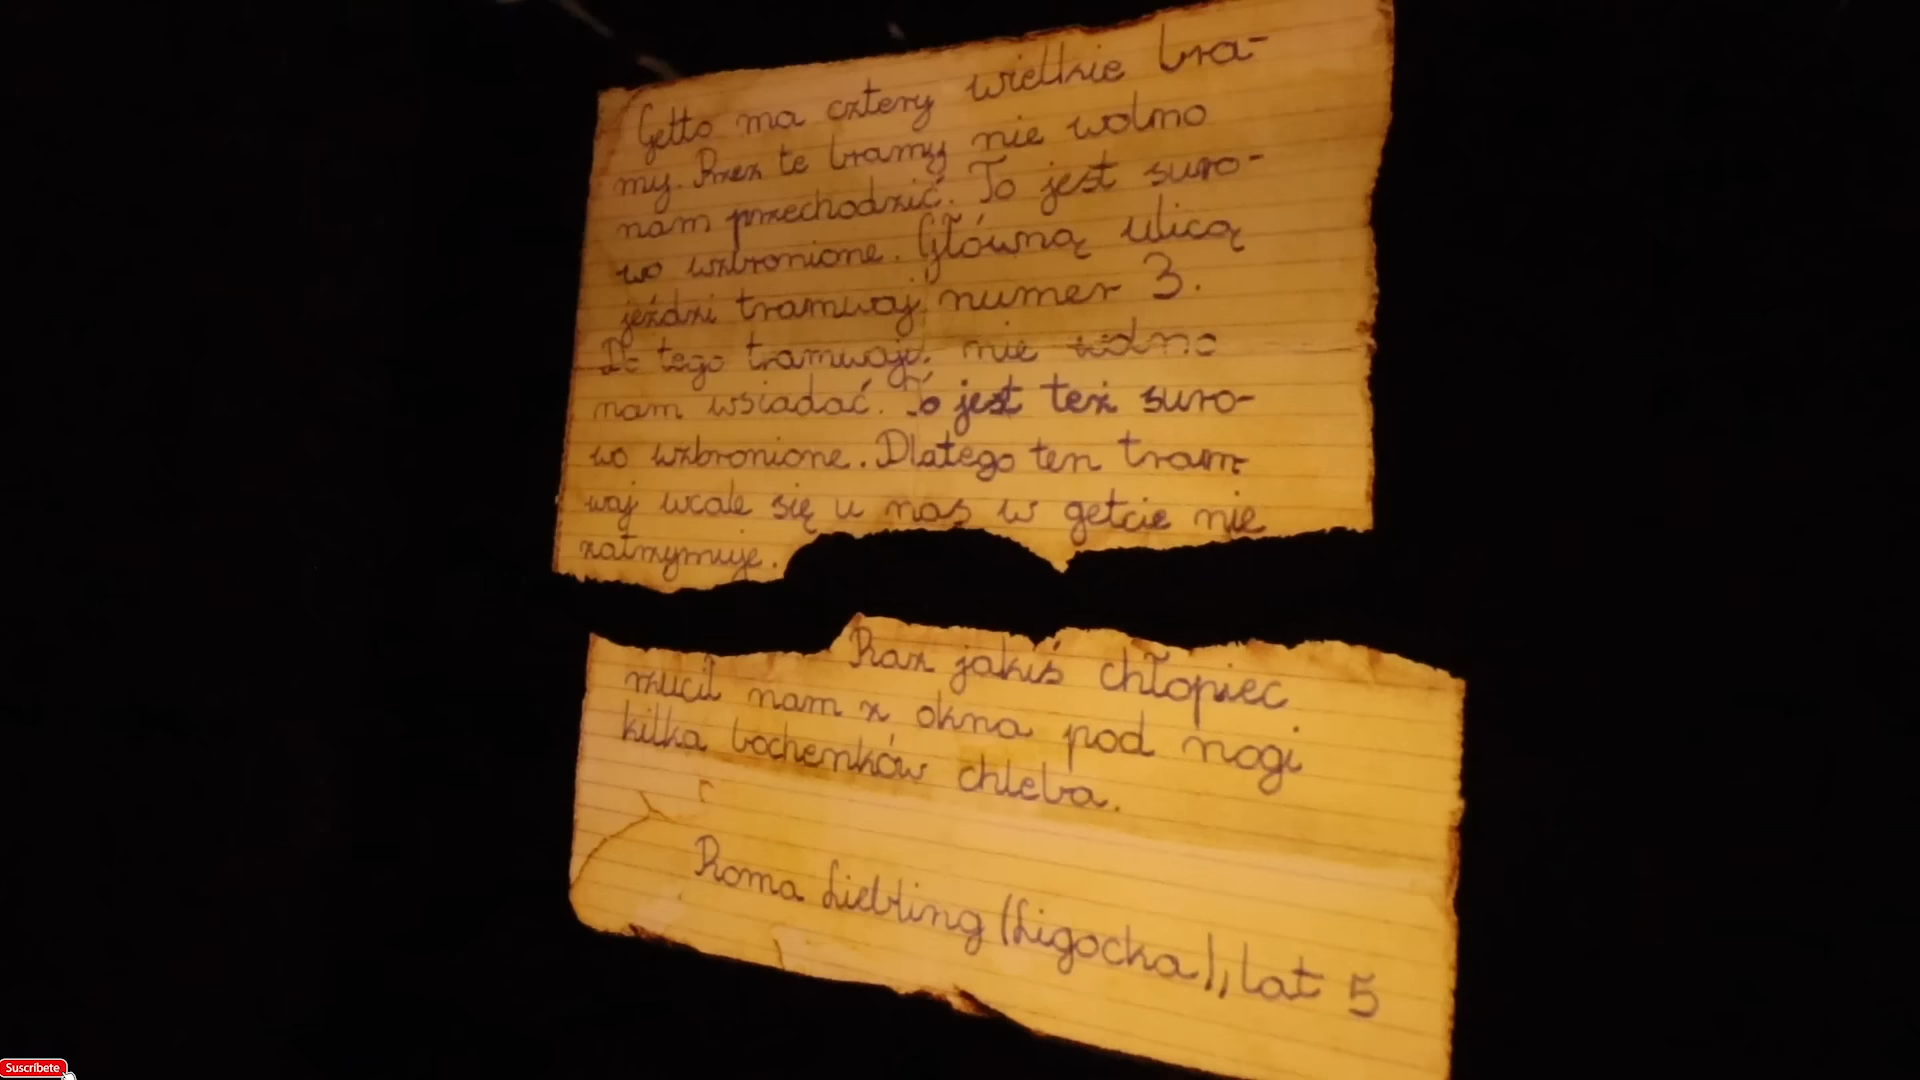 Getto ma cztery wielkie bra-
my. Przez te bramy nie wolno
nam przechodzić. To jest suro-
wo wzbronione. Główną ulicą
jeździ tramwaj numer 3.
Do tego tramwaju nie wolno
nam wsiadać. To jest też suro-
wo wzbronione. Dlatego ten tram-
waj wcale się u nas w getcie nie
zatrzymuje.
Raz jakiś chłopiec
rzucił nam z okna pod nogi
kilka bochenków chleba.
Roma Liebling (Ligocka), lat 5
Suscríbete